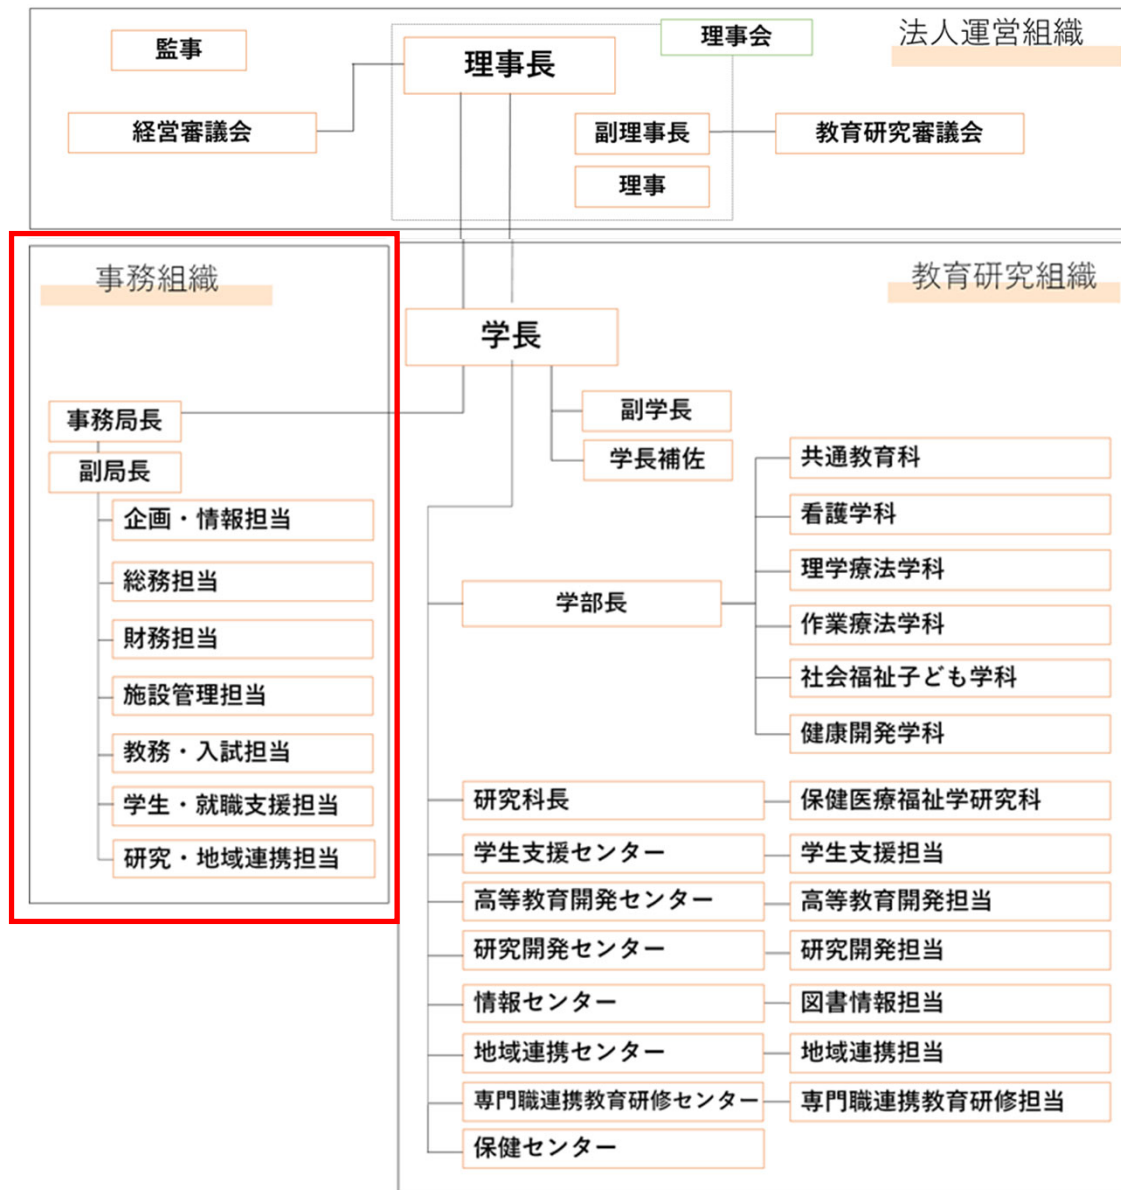 法人運営組織
理事会
監事
理事長
経営審議会
副理事長
教育研究審議会
理事
事務組織
事務局長
副局長
企画・情報担当
総務担当
財務担当
施設管理担当
教務・入試担当
学生・就職支援担当
研究・地域連携担当
教育研究組織
学長
副学長
学長補佐
学部長
共通教育科
看護学科
理学療法学科
作業療法学科
社会福祉子ども学科
健康開発学科
研究科長
保健医療福祉学研究科
学生支援センター
学生支援担当
高等教育開発センター
高等教育開発担当
研究開発センター
研究開発担当
情報センター
図書情報担当
地域連携センター
地域連携担当
専門職連携教育研修センター
専門職連携教育研修担当
保健センター